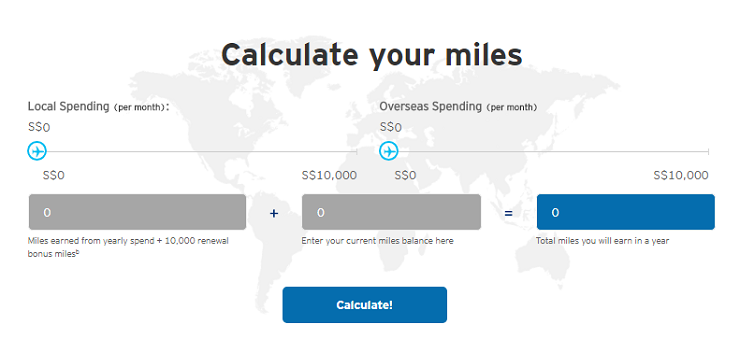 Calculate your miles
Local Spending (per month):
Overseas Spending (per month)
S$0
S$0
S$0
S$10,000
S$0
S$10,000
0
+
0
=
0
Miles earned from yearly spend + 10,000 renewal
bonus miles⁵
Enter your current miles balance here
Total miles you will earn in a year
Calculate!